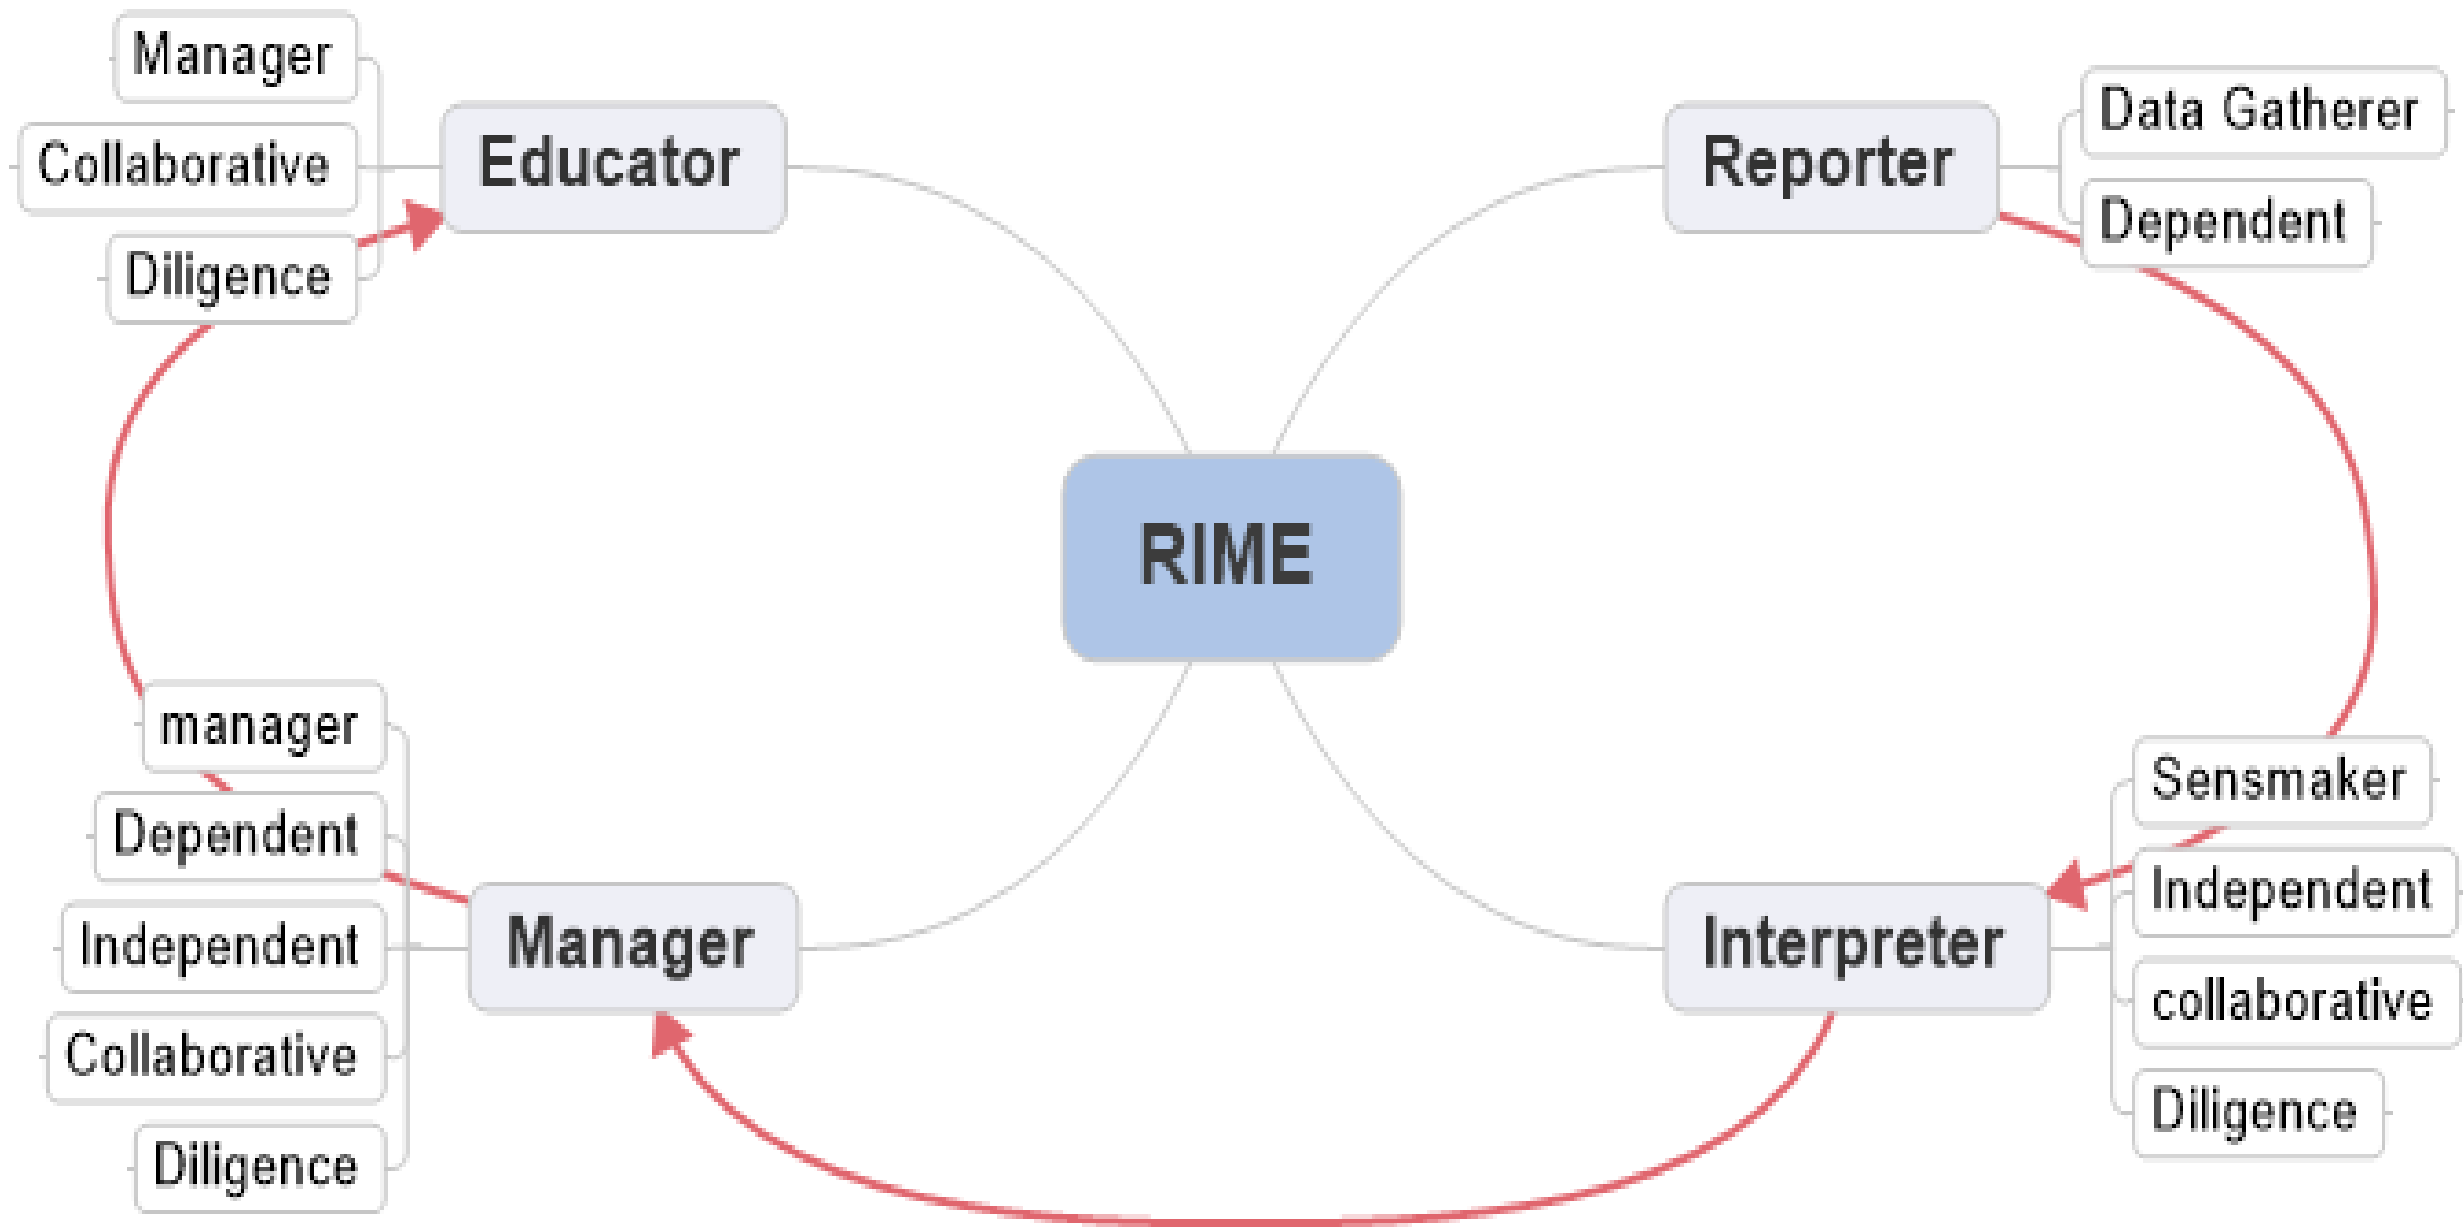 RIME
Reporter
Data Gatherer
Dependent
Interpreter
Sensmaker
Independent
collaborative
Diligence
Manager
manager
Dependent
Independent
Collaborative
Diligence
Educator
Manager
Collaborative
Diligence